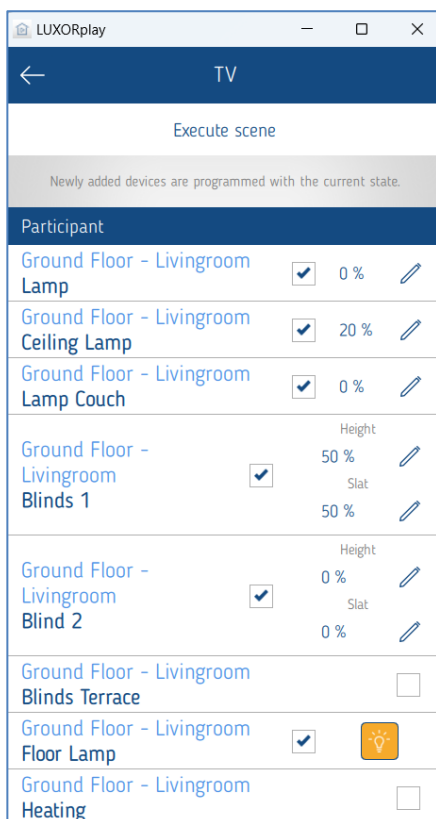 LUXORplay
TV
Execute scene
Newly added devices are programmed with the current state.
Participant
Ground Floor - Livingroom
Lamp
0 %
Ground Floor - Livingroom
Ceiling Lamp
20 %
Ground Floor - Livingroom
Lamp Couch
0 %
Ground Floor -
Livingroom
Blinds 1
Height
50 %
Slat
50 %
Ground Floor -
Livingroom
Blind 2
Height
0 %
Slat
0 %
Ground Floor - Livingroom
Blinds Terrace
Ground Floor - Livingroom
Floor Lamp
Ground Floor - Livingroom
Heating